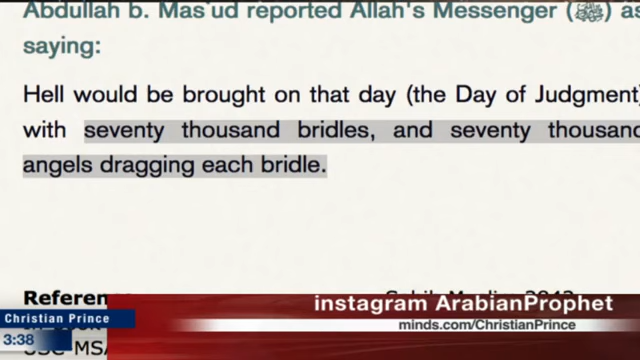 Abdullah b. Mas'ud reported Allah's Messenger (ﷺ) as
saying:
Hell would be brought on that day (the Day of Judgment)
with seventy thousand bridles, and seventy thousand
angels dragging each bridle.
Reference
instagram ArabianProphet
Christian Prince
minds.com/ChristianPrince
3:38